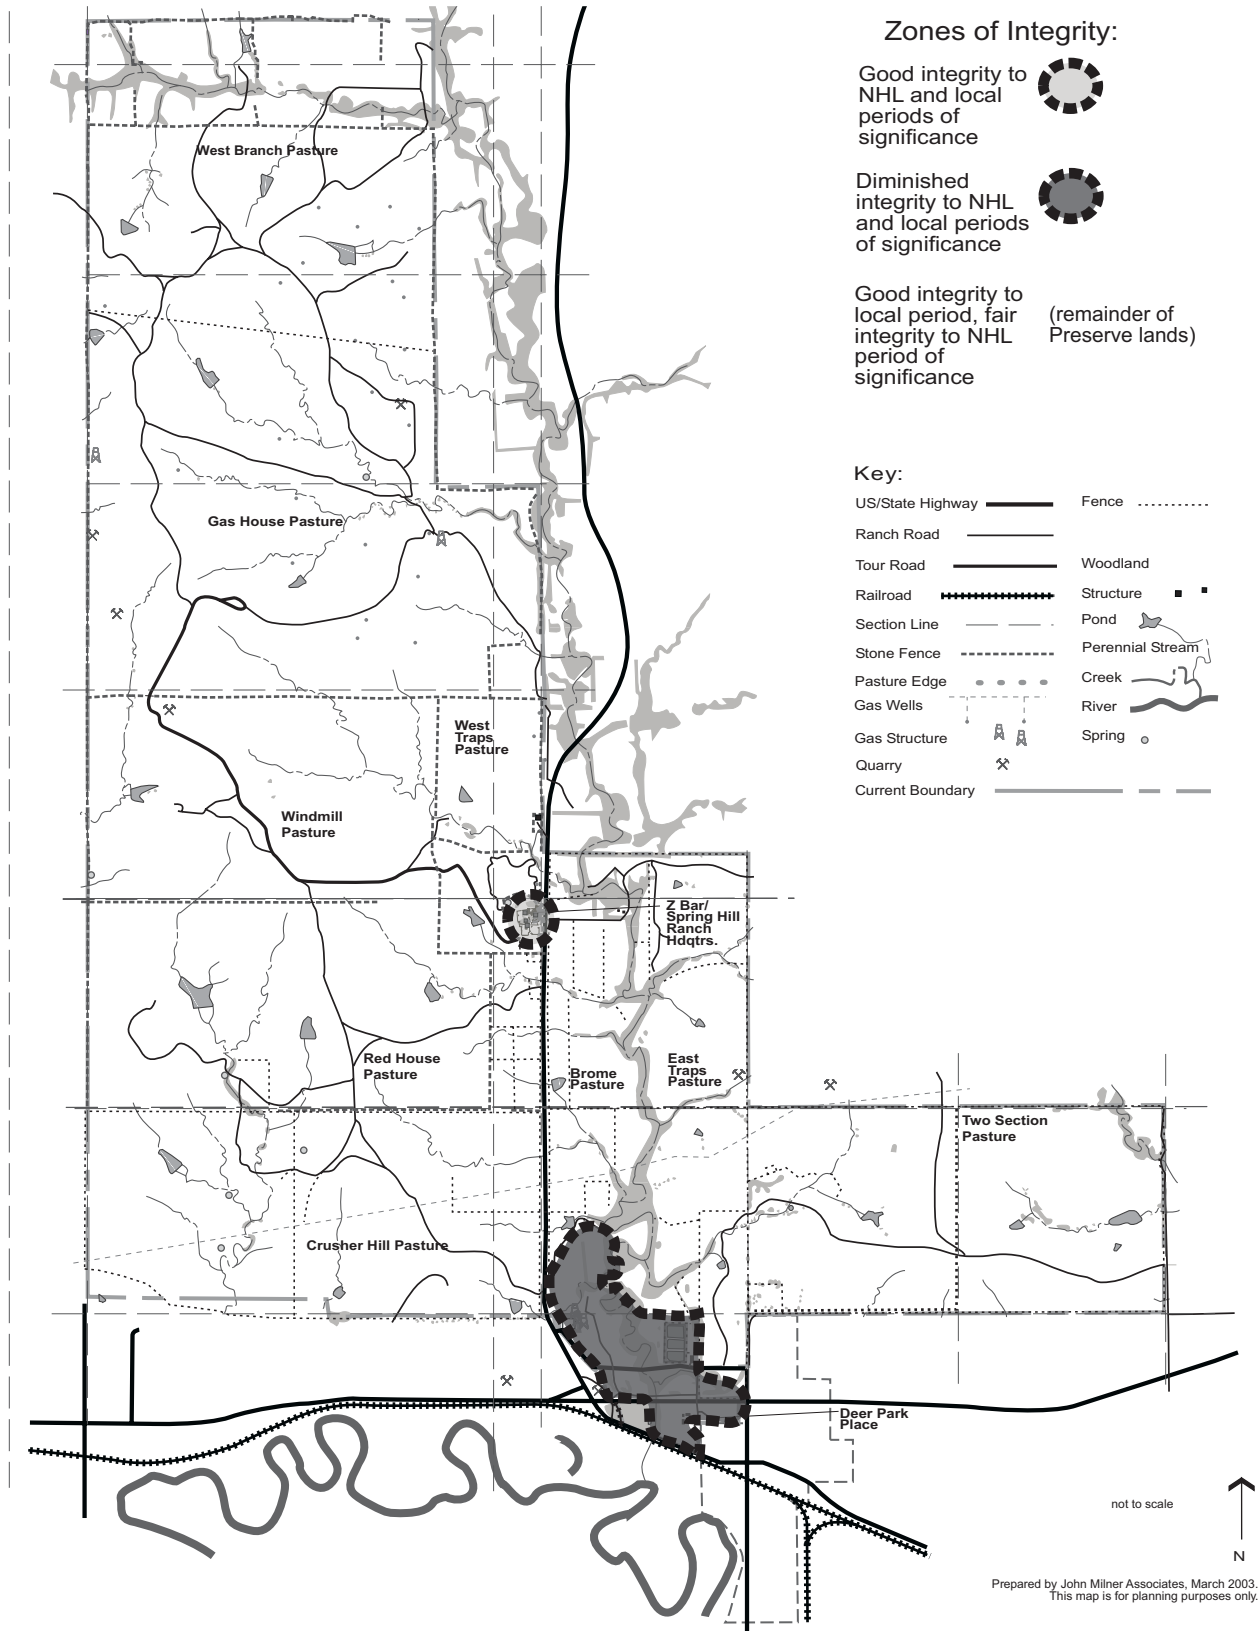 Zones of Integrity:
Good integrity to
NHL and local
periods of
significance
Diminished
integrity to NHL
and local periods
of significance
Good integrity to
local period, fair
integrity to NHL
period of
significance
(remainder of
Preserve lands)
Key:
US/State Highway
Ranch Road
Tour Road
Railroad
Section Line
Stone Fence
Pasture Edge
Gas Wells
Gas Structure
Quarry
Current Boundary
Fence
Woodland
Structure
Pond
Perennial Stream
Creek
River
Spring
West Branch Pasture
Gas House Pasture
West
Traps
Pasture
Windmill
Pasture
Z Bar/
Spring Hill
Ranch
Hdqtrs.
Red House
Pasture
Brome
Pasture
East
Traps
Pasture
Two Section
Pasture
Crusher Hill Pasture
Deer Park
Place
not to scale
N
Prepared by John Milner Associates, March 2003.
This map is for planning purposes only.